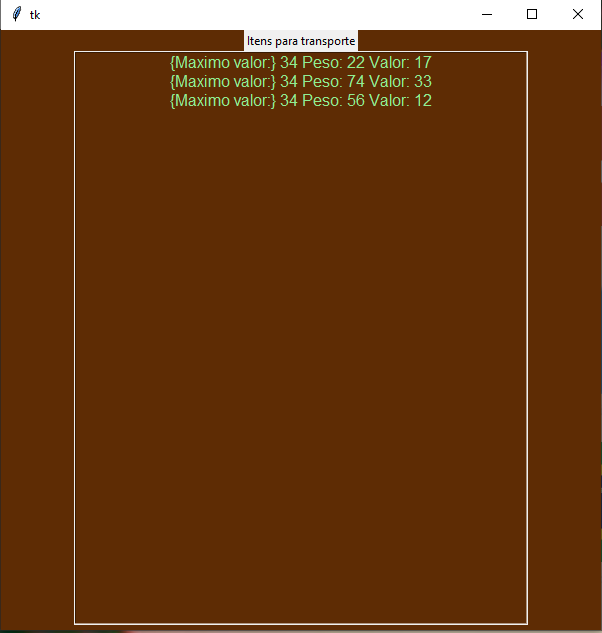 tk
Itens para transporte
{Maximo valor:} 34 Peso: 22 Valor: 17
{Maximo valor:} 34 Peso: 74 Valor: 33
{Maximo valor:} 34 Peso: 56 Valor: 12